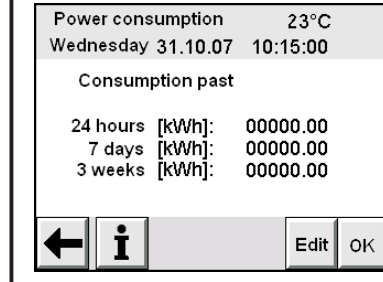 Power consumption 23°C
Wednesday 31.10.07 10:15:00
Consumption past
24 hours [kWh]: 00000.00
7 days [kWh]: 00000.00
3 weeks [kWh]: 00000.00
i Edit OK